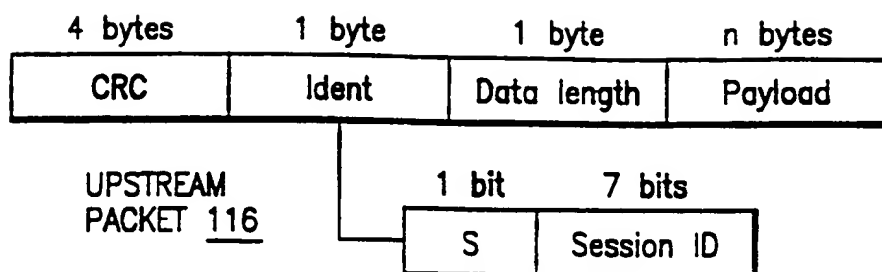 4 bytes 1 byte 1 byte n bytes
CRC Ident Data length Payload
UPSTREAM
PACKET 116
1 bit 7 bits
S Session ID